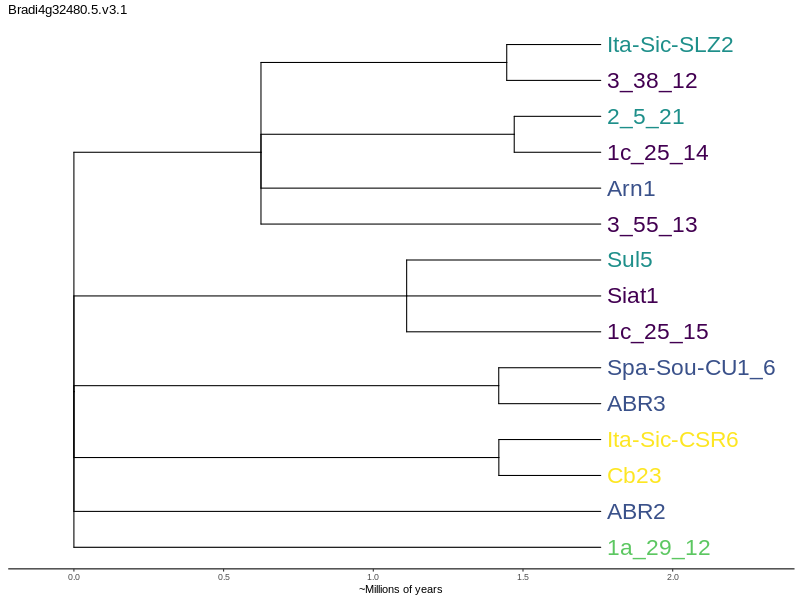 Bradi4g32480.5.v3.1
Ita-Sic-SLZ2
3_38_12
2_5_21
1c_25_14
Arn1
3_55_13
Sul5
Siat1
1c_25_15
Spa-Sou-CU1_6
ABR3
Ita-Sic-CSR6
Cb23
ABR2
1a_29_12
0.0 0.5 1.0 1.5 2.0
~Millions of years